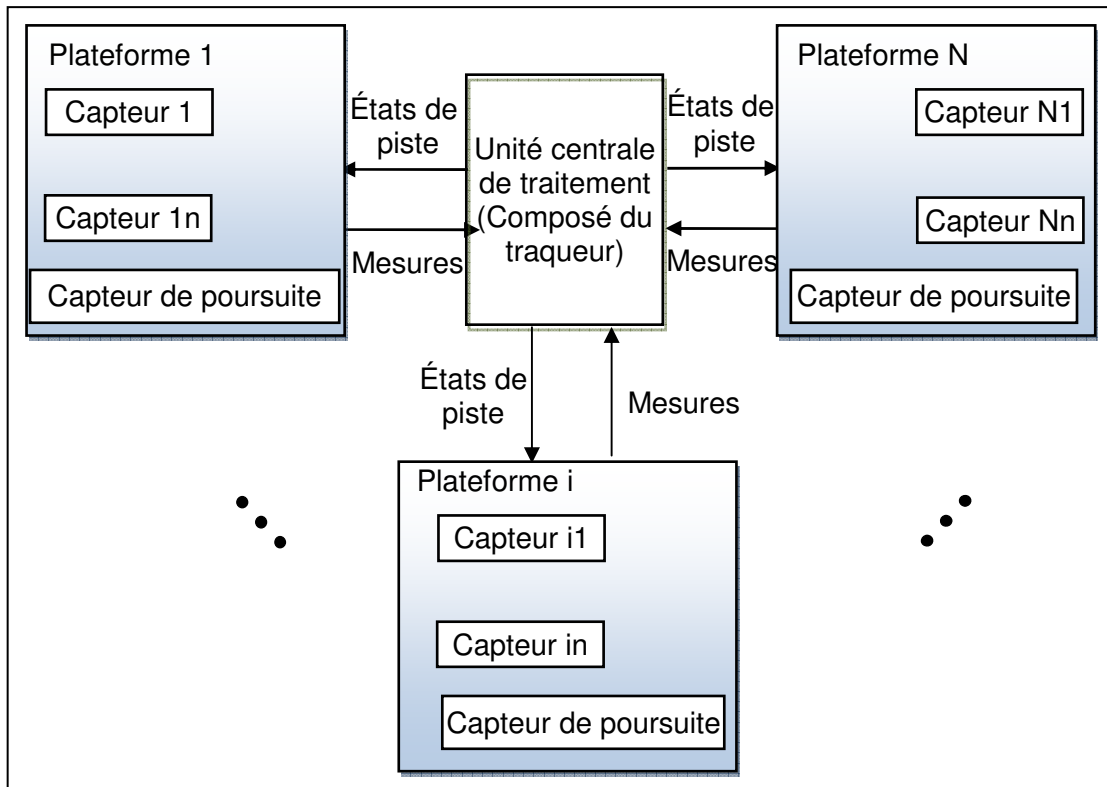 Plateforme 1
Capteur 1
Capteur 1n
Capteur de poursuite
États de
piste
Mesures
Unité centrale
de traitement
(Composé du
traqueur)
États de
piste
Mesures
Plateforme N
Capteur N1
Capteur Nn
Capteur de poursuite
États de
piste
Mesures
Plateforme i
Capteur i1
Capteur in
Capteur de poursuite